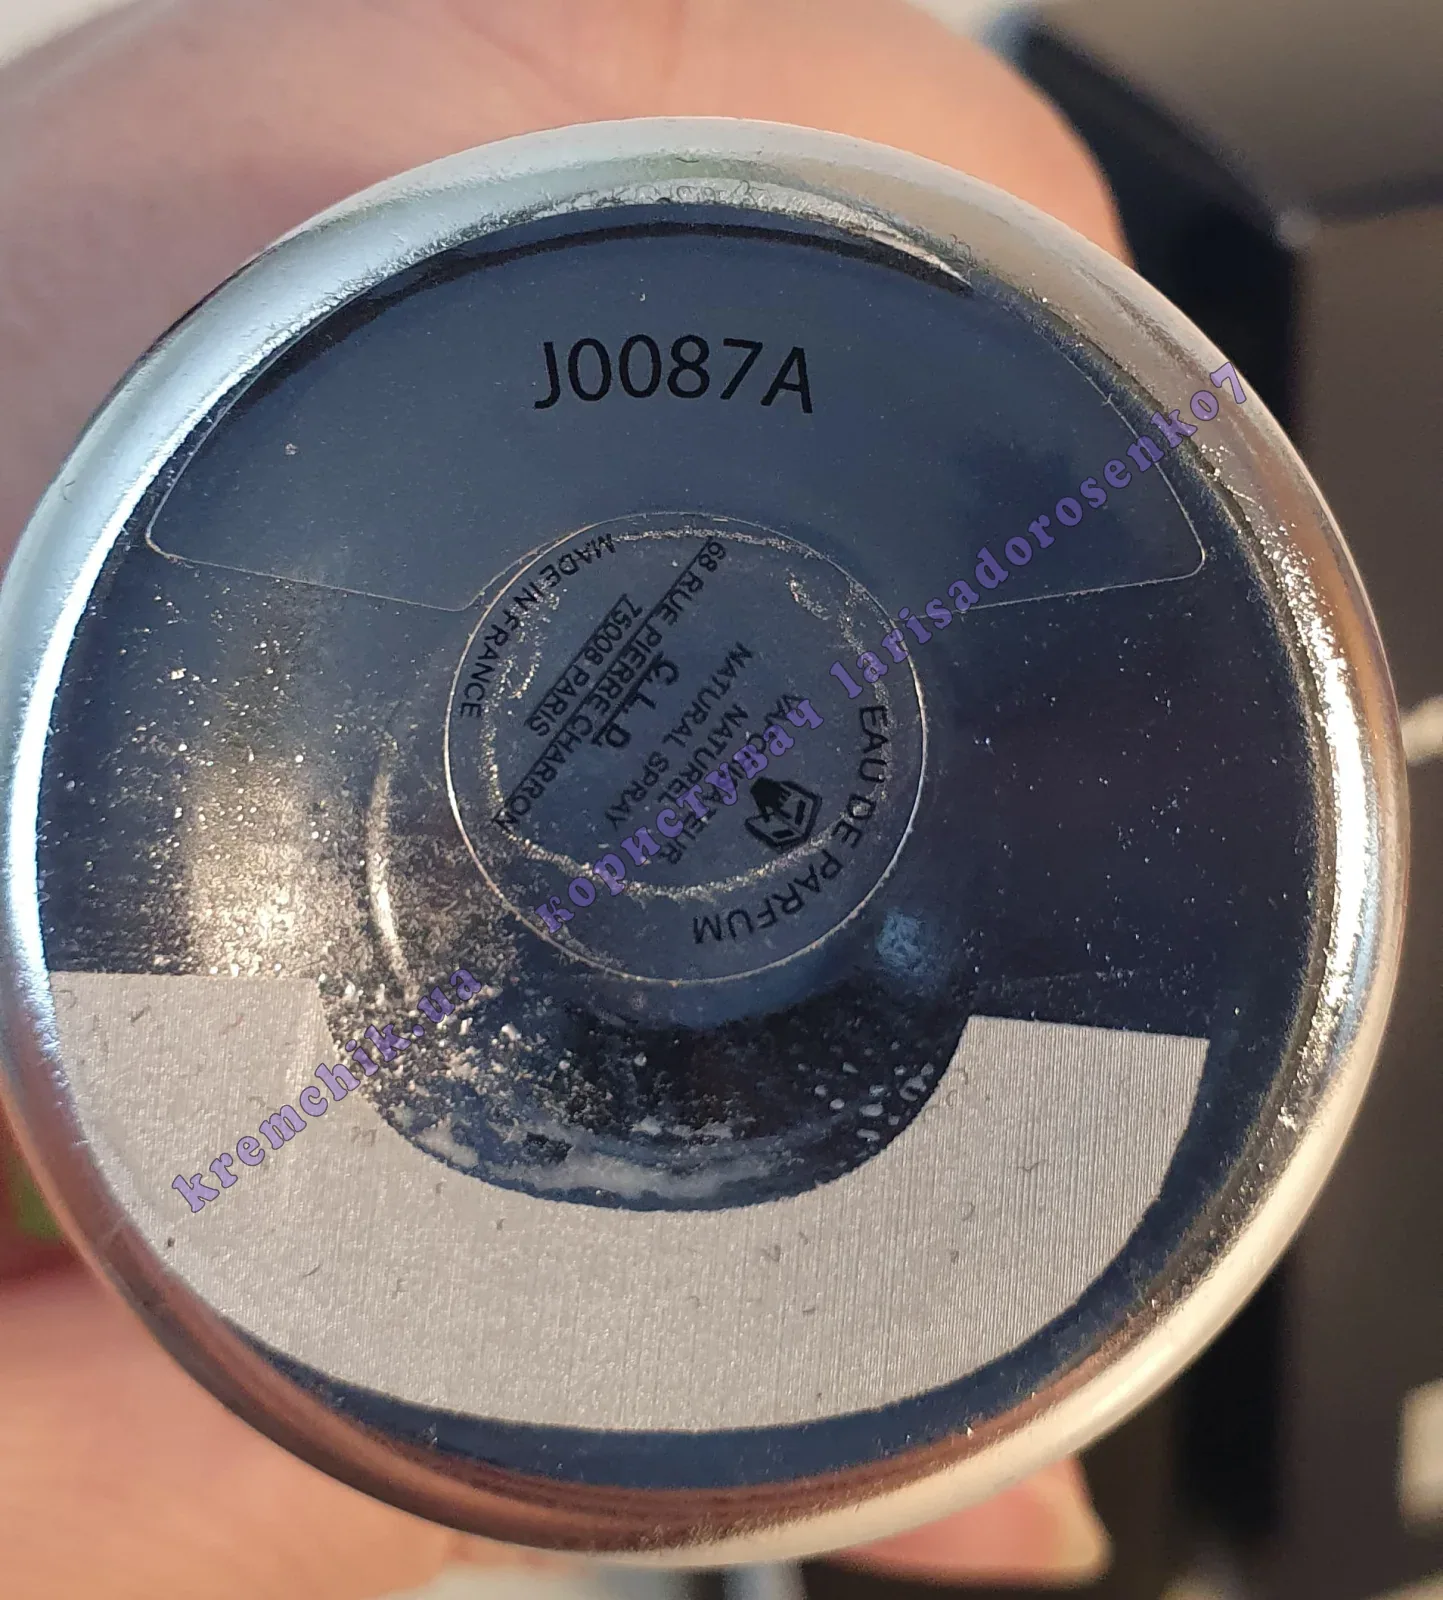 J0087A
EAU DE PARFUM
VAPORISATEUR
NATUREL
NATURAL SPRAY
C.L.D
68 RUE PIERRE CHARRON
75008 PARIS
MADE IN FRANCE
користувач larisadorosenko7
kremchik.ua